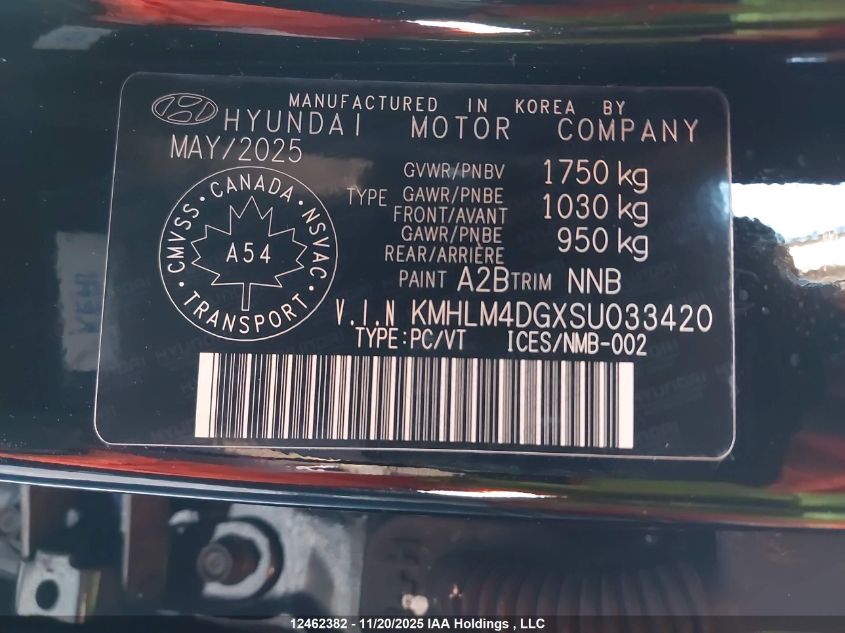 MANUFACTURED IN KOREA BY
HYUNDAI MOTOR COMPANY
MAY/2025
GVWR/PNBV 1750 kg
TYPE GAWR/PNBE FRONT/AVANT 1030 kg
GAWR/PNBE REAR/ARRIÈRE 950 kg
PAINT A2B TRIM NNB
V.I.N KMHLM4DGXSU033420
TYPE:PC/VT ICES/NMB-002
CANADA · NSVAC · TRANSPORT · CMVSS ·
A54
12462382 - 11/20/2025 IAA Holdings , LLC